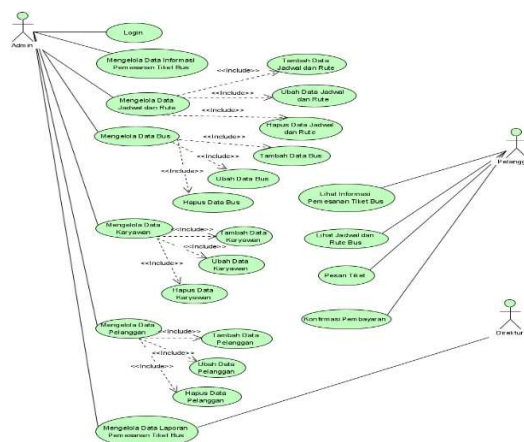 Admin
Login
Mengelola Data Informasi
Pemesanan Tiket Bus
Mengelola Data
Jadwal dan Rute
<<Include>>
Tambah Data
Jadwal dan Rute
<<Include>>
Ubah Data Jadwal
dan Rute
<<Include>>
Hapus Data Jadwal
dan Rute
Mengelola Data Bus
<<Include>>
Tambah Data Bus
<<Include>>
Ubah Data Bus
<<Include>>
Hapus Data Bus
Mengelola Data
Karyawan
<<Include>>
Tambah Data
Karyawan
<<Include>>
Ubah Data
Karyawan
<<Include>>
Hapus Data
Karyawan
Mengelola Data
Pelanggan
<<Include>>
Tambah Data
Pelanggan
<<Include>>
Ubah Data
Pelanggan
<<Include>>
Hapus Data
Pelanggan
Mengelola Data Laporan
Pemesanan Tiket Bus
Pelangg
Lihat Informasi
Pemesanan Tiket Bus
Lihat Jadwal dan
Rute Bus
Pesan Tiket
Konfirmasi Pembayaran
Direktur